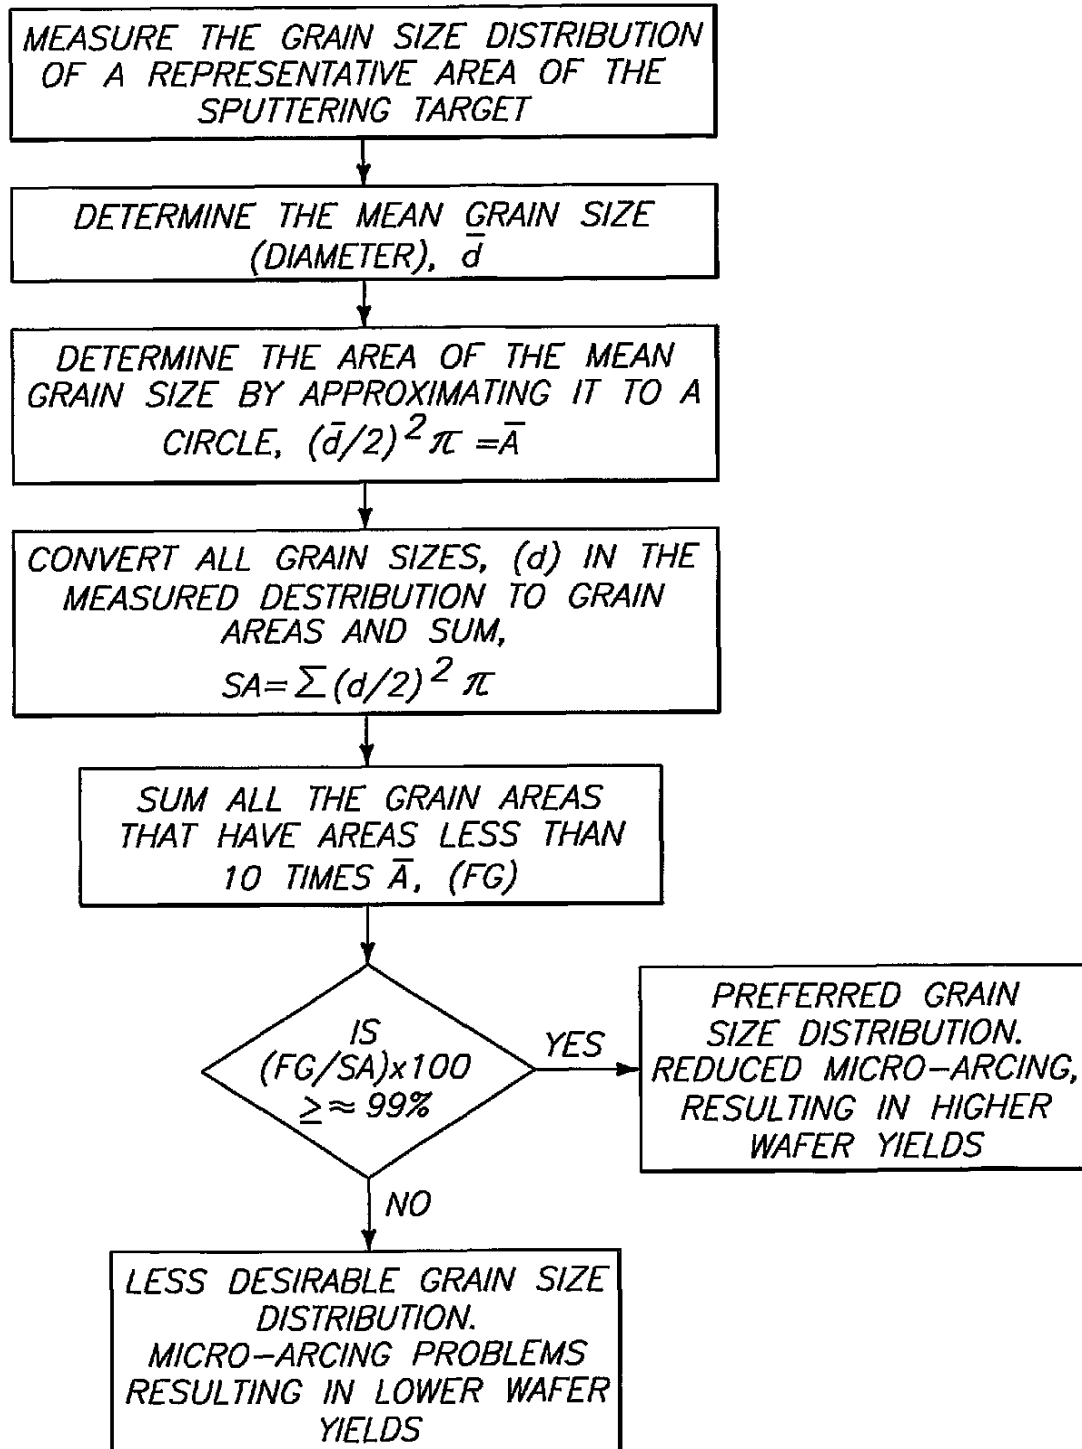 MEASURE THE GRAIN SIZE DISTRIBUTION
OF A REPRESENTATIVE AREA OF THE
SPUTTERING TARGET
DETERMINE THE MEAN GRAIN SIZE
(DIAMETER), d̅
DETERMINE THE AREA OF THE MEAN
GRAIN SIZE BY APPROXIMATING IT TO A
CIRCLE, (d̅/2)² π =A̅
CONVERT ALL GRAIN SIZES, (d) IN THE
MEASURED DESTRIBUTION TO GRAIN
AREAS AND SUM,
SA=Σ(d/2)² π
SUM ALL THE GRAIN AREAS
THAT HAVE AREAS LESS THAN
10 TIMES A̅, (FG)
IS
(FG/SA)x100
≥≈99%
YES
PREFERRED GRAIN
SIZE DISTRIBUTION.
REDUCED MICRO-ARCING,
RESULTING IN HIGHER
WAFER YIELDS
NO
LESS DESIRABLE GRAIN SIZE
DISTRIBUTION.
MICRO-ARCING PROBLEMS
RESULTING IN LOWER WAFER
YIELDS